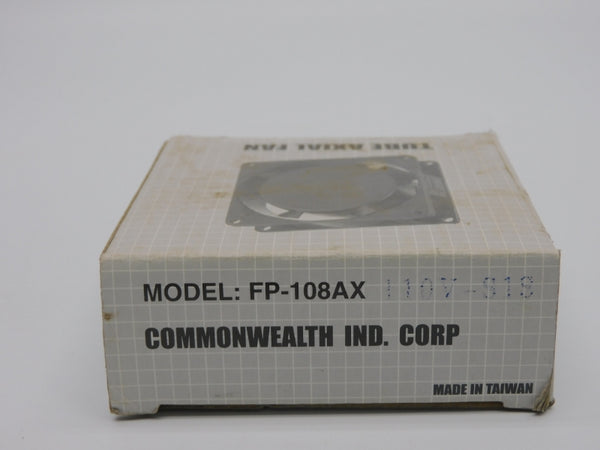 TUBE AXIAL FAN
MODEL: FP-108AX 110V-S1S
COMMONWEALTH IND. CORP
MADE IN TAIWAN